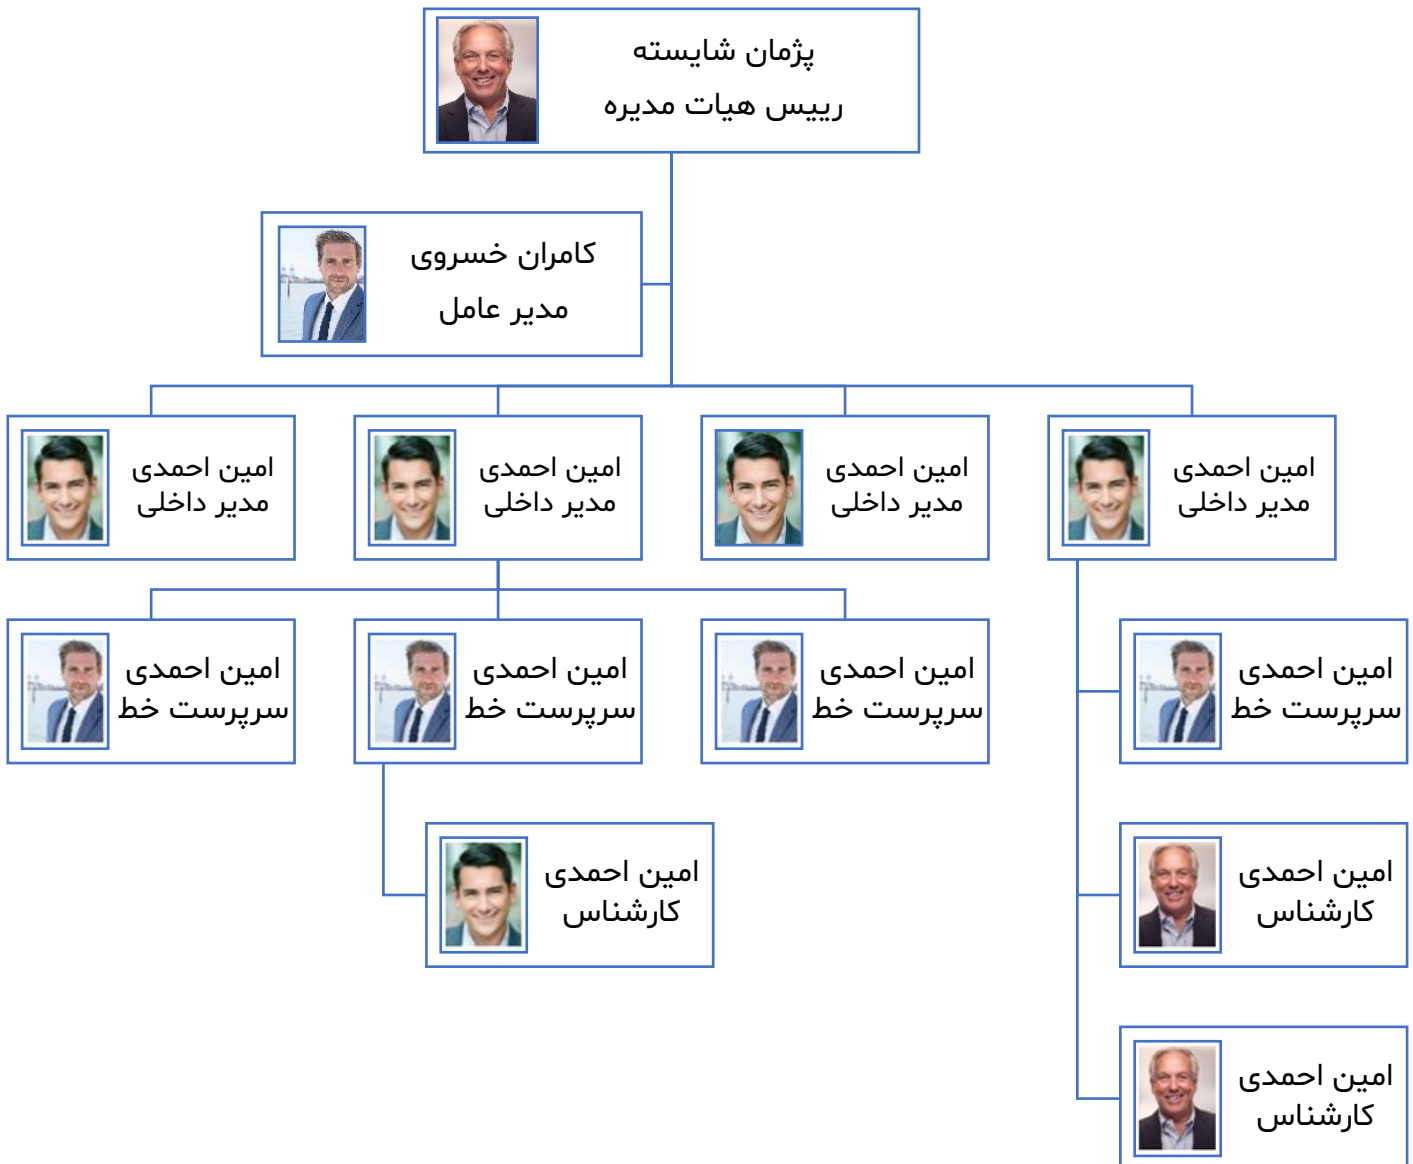 پژمان شایسته
رییس هیات مدیره
کامران خسروی
مدیر عامل
امین احمدی
مدیر داخلی
امین احمدی
مدیر داخلی
امین احمدی
مدیر داخلی
امین احمدی
مدیر داخلی
امین احمدی
سرپرست خط
امین احمدی
سرپرست خط
امین احمدی
سرپرست خط
امین احمدی
سرپرست خط
امین احمدی
کارشناس
امین احمدی
کارشناس
امین احمدی
کارشناس